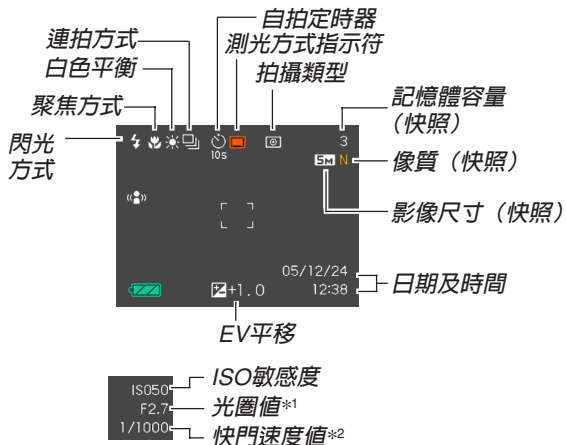 自拍定時器
連拍方式
測光方式指示符
白色平衡
拍攝類型
聚焦方式
記憶體容量
（快照）
閃光
方式
10s
3
5M N
像質（快照）
影像尺寸（快照）
05/12/24
12:38
日期及時間
+1.0
EV平移
ISO50
ISO敏感度
F2.7
光圈值*1
1/1000
快門速度值*2